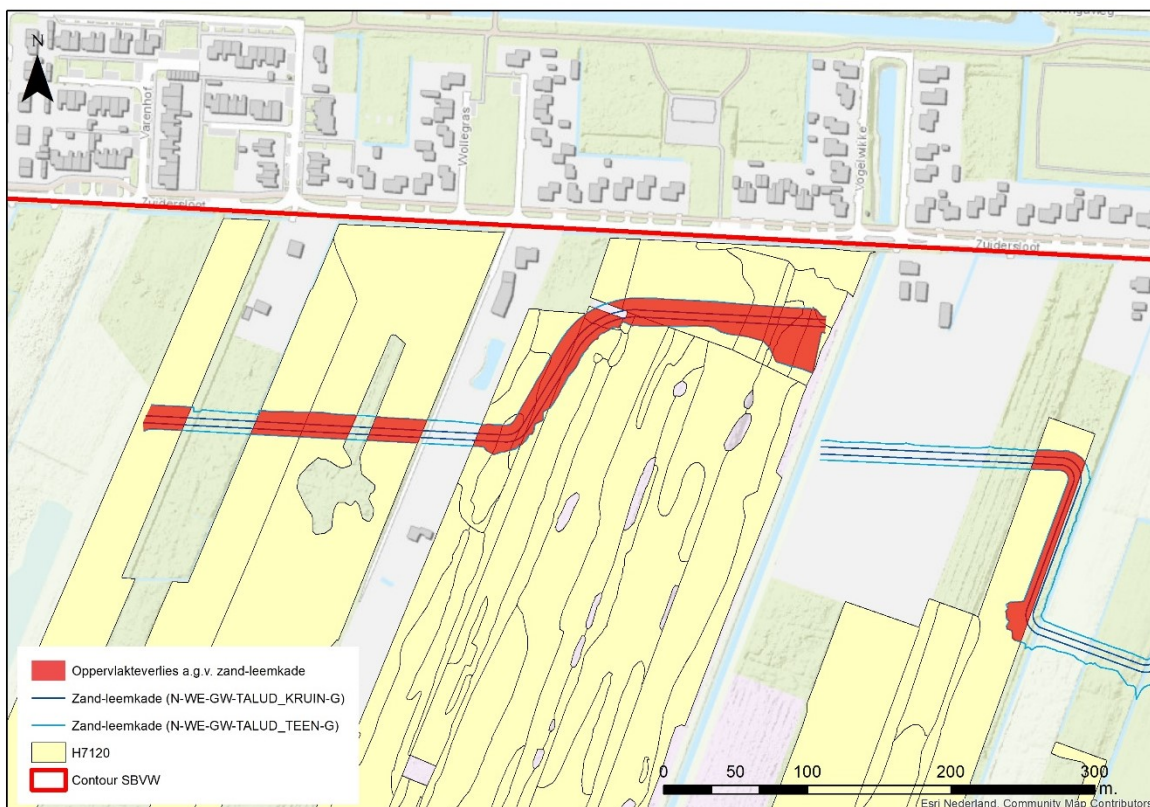 N
Varenhof
Wollegras
Vogelwikke
Zuidersloot
Zuidersloot
Oppervlakteverlies a.g.v. zand-leemkade
Zand-leemkade (N-WE-GW-TALUD_KRUIN-G)
Zand-leemkade (N-WE-GW-TALUD_TEEN-G)
H7120
Contour SBVW
0 50 100 200 300
m.
Esri Nederland, Community Map Contributors